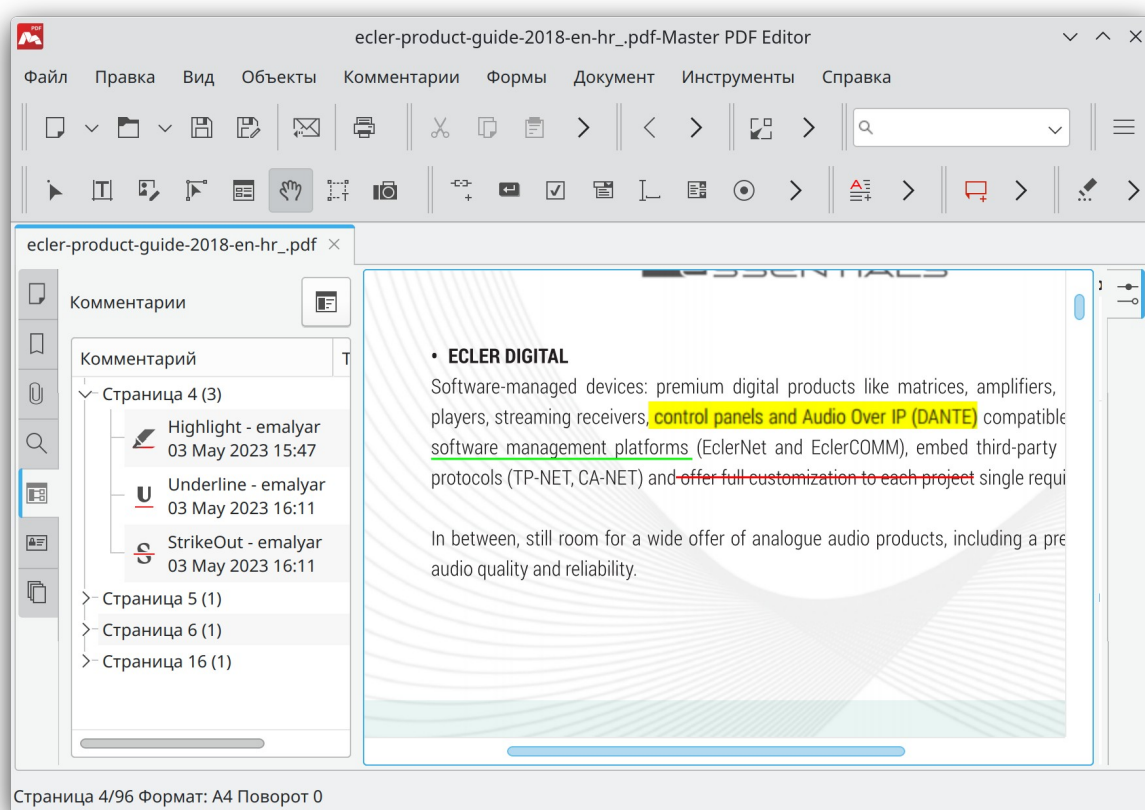 PDF
ecler-product-guide-2018-en-hr_.pdf-Master PDF Editor
Файл Правка Вид Объекты Комментарии Формы Документ Инструменты Справка
ecler-product-guide-2018-en-hr_.pdf
Комментарии
Комментарий Т
Страница 4 (3)
Highlight - emalyar
03 May 2023 15:47
Underline - emalyar
03 May 2023 16:11
StrikeOut - emalyar
03 May 2023 16:11
Страница 5 (1)
Страница 6 (1)
Страница 16 (1)
• ECLER DIGITAL
Software-managed devices: premium digital products like matrices, amplifiers,
players, streaming receivers, control panels and Audio Over IP (DANTE) compatible
software management platforms (EclerNet and EclerCOMM), embed third-party
protocols (TP-NET, CA-NET) and offer full customization to each project single requi
In between, still room for a wide offer of analogue audio products, including a pre
audio quality and reliability.
Страница 4/96 Формат: A4 Поворот 0